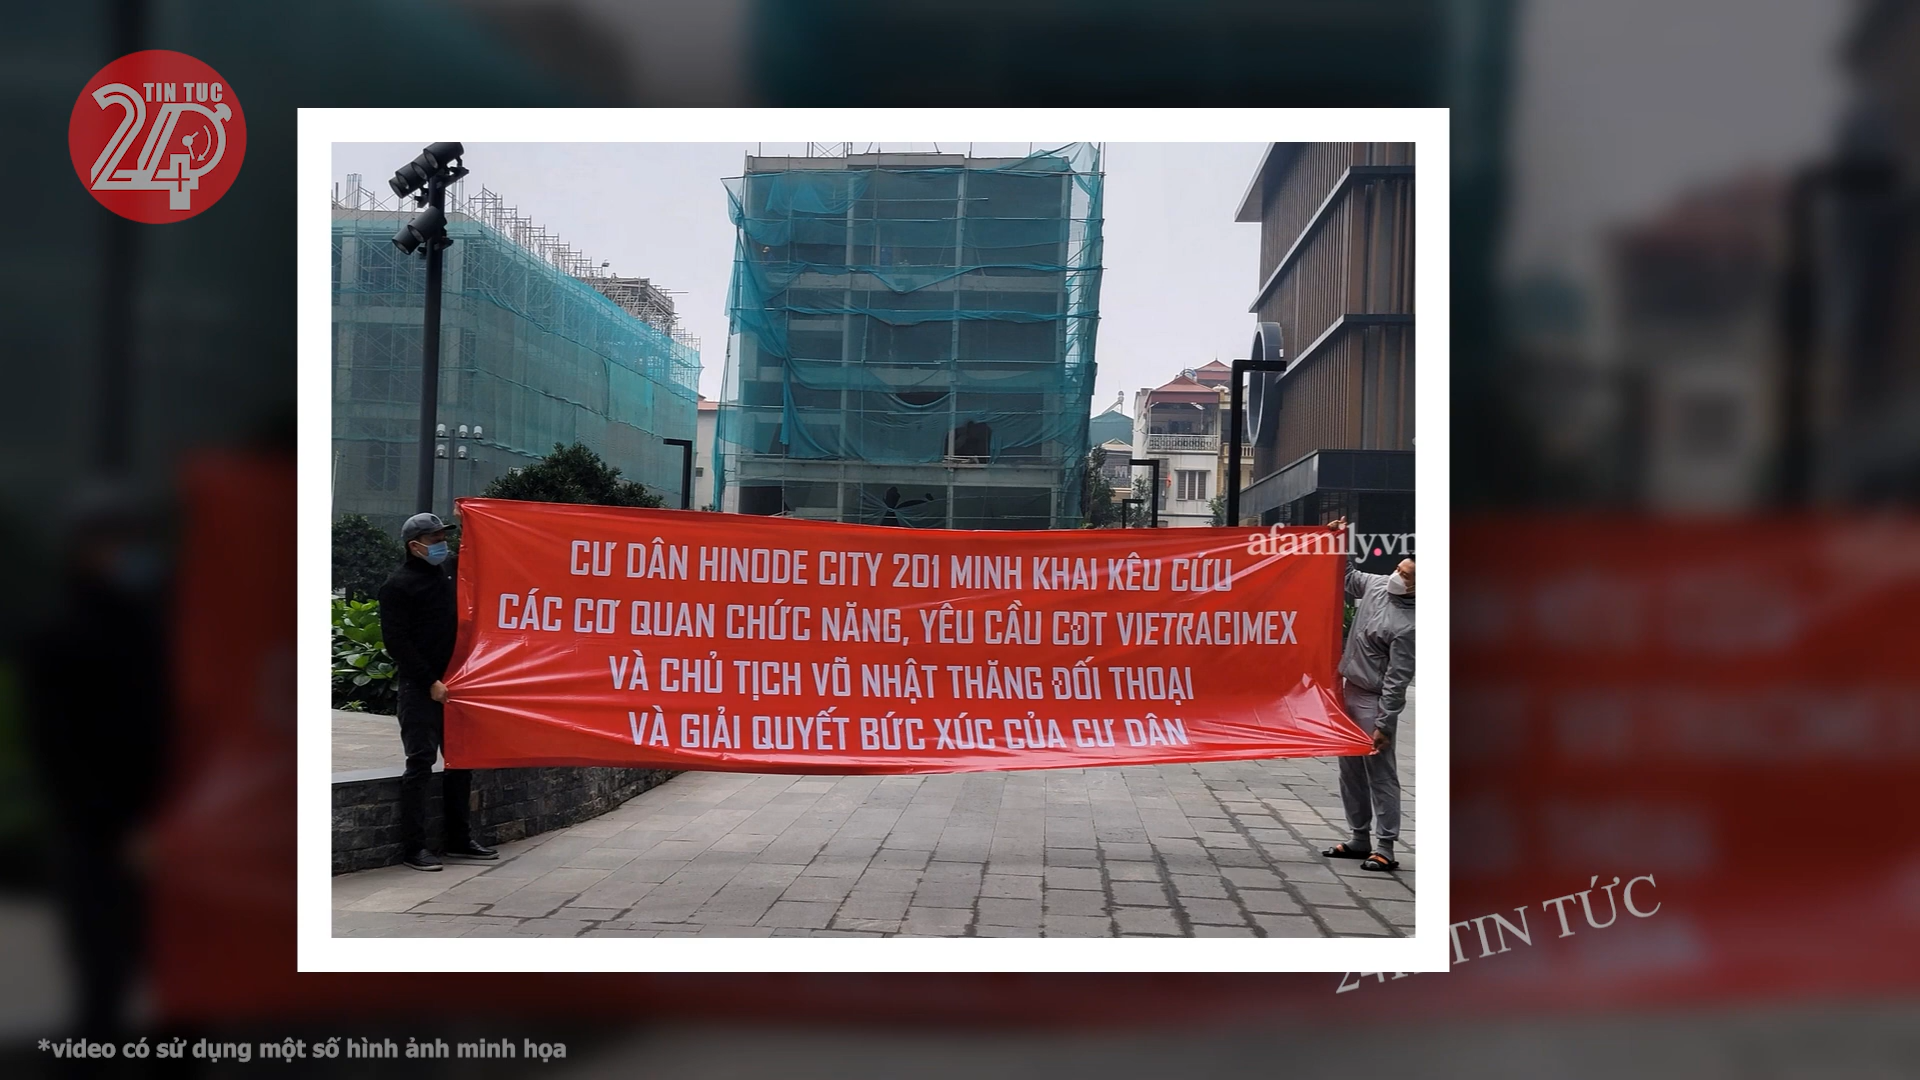 TIN TỨC
24
CƯ DÂN HINODE CITY 201 MINH KHAI KÊU CỨU
CÁC CƠ QUAN CHỨC NĂNG, YÊU CẦU CĐT VIETRACIMEX
VÀ CHỦ TỊCH VÕ NHẬT THĂNG ĐỐI THOẠI
VÀ GIẢI QUYẾT BỨC XÚC CỦA CƯ DÂN
afamily.vn
TIN TỨC
*video có sử dụng một số hình ảnh minh họa